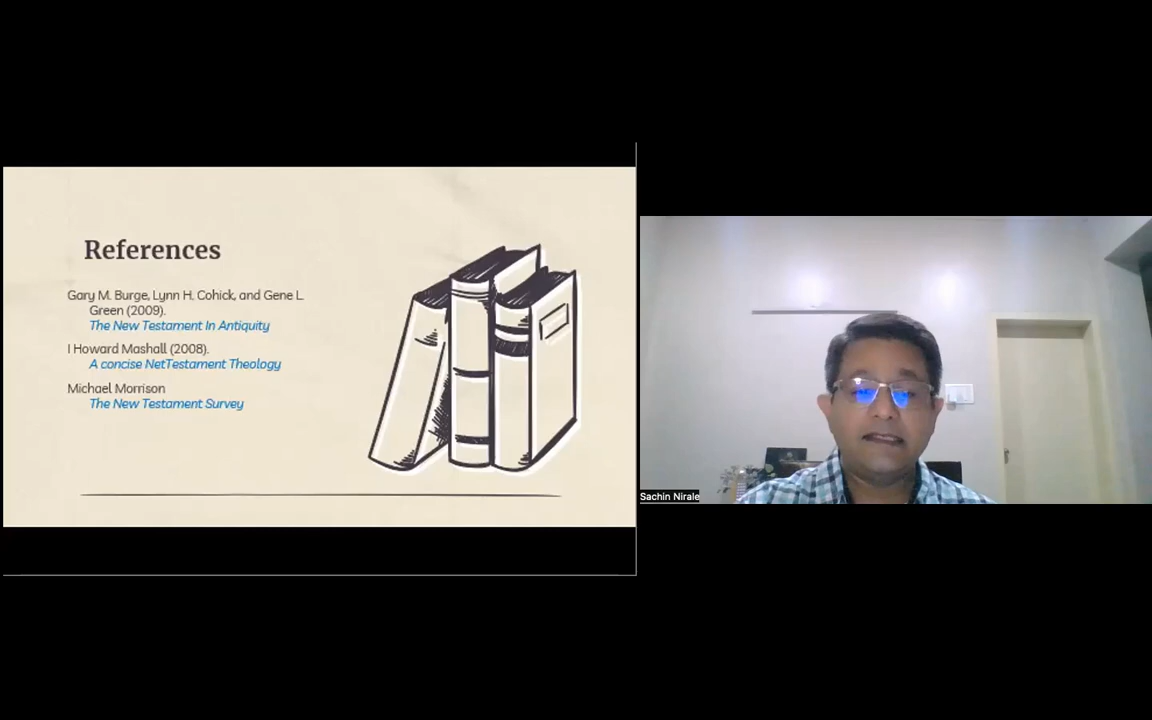 References
Gary M. Burge, Lynn H. Cohick, and Gene L.
Green (2009).
The New Testament In Antiquity
I Howard Mashall (2008).
A concise NetTestament Theology
Michael Morrison
The New Testament Survey
Sachin Nirale